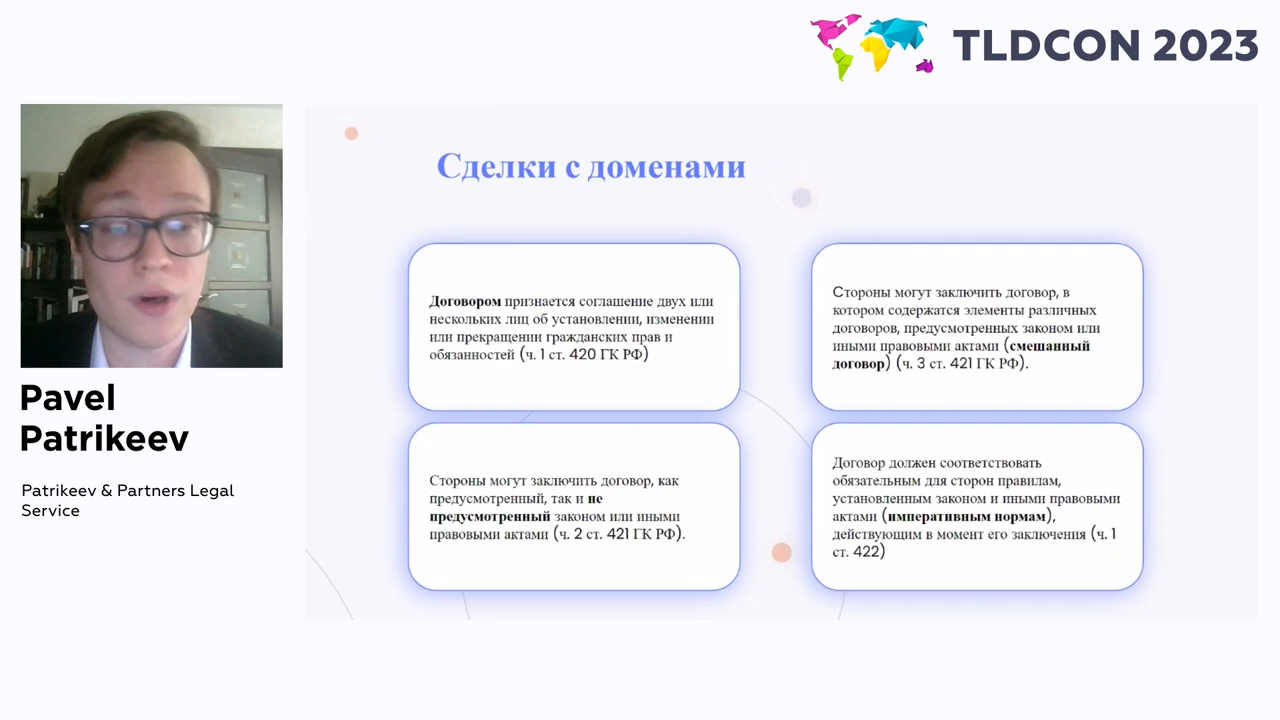 TLDCON 2023
Pavel
Patrikeev
Patrikeev & Partners Legal
Service
Сделки с доменами
Договором признается соглашение двух или
нескольких лиц об установлении, изменении
или прекращении гражданских прав и
обязанностей (ч. 1 ст. 420 ГК РФ)
Стороны могут заключить договор, в
котором содержатся элементы различных
договоров, предусмотренных законом или
иными правовыми актами (смешанный
договор) (ч. 3 ст. 421 ГК РФ).
Стороны могут заключить договор, как
предусмотренный, так и не
предусмотренный законом или иными
правовыми актами (ч. 2 ст. 421 ГК РФ).
Договор должен соответствовать
обязательным для сторон правилам,
установленным законом и иными правовыми
актами (императивным нормам),
действующим в момент его заключения (ч. 1
ст. 422)